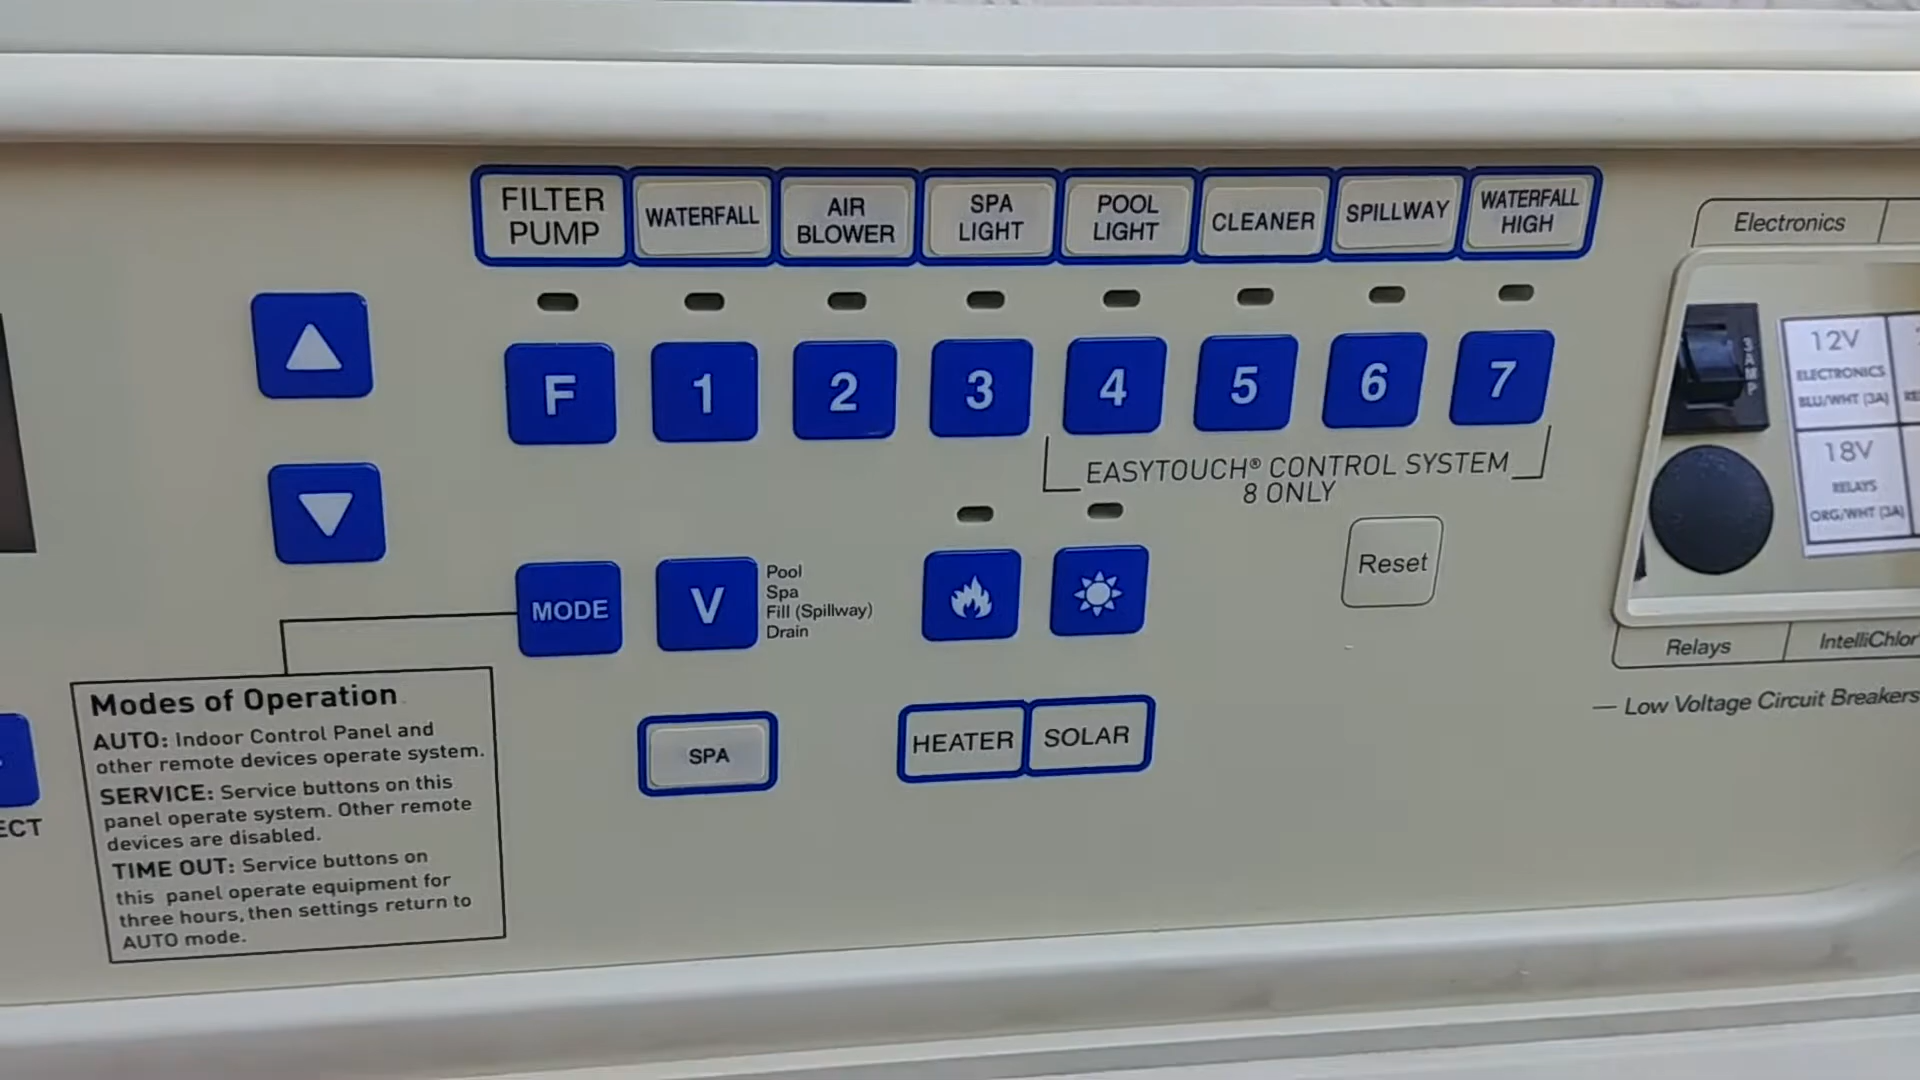 FILTER
PUMP
WATERFALL
AIR
BLOWER
SPA
LIGHT
POOL
LIGHT
CLEANER
SPILLWAY
WATERFALL
HIGH
Electronics
F
1
2
3
4
5
6
7
3 AMP
12V
ELECTRONICS
BLU/WHT (3A)
18V
RELAYS
ORG/WHT (3A)
EASYTOUCH® CONTROL SYSTEM
8 ONLY
MODE
V
Pool
Spa
Fill (Spillway)
Drain
Reset
Relays
IntelliChlor
Low Voltage Circuit Breakers
SPA
HEATER
SOLAR
ECT
Modes of Operation
AUTO: Indoor Control Panel and
other remote devices operate system.
SERVICE: Service buttons on this
panel operate system. Other remote
devices are disabled.
TIME OUT: Service buttons on
this panel operate equipment for
three hours, then settings return to
AUTO mode.